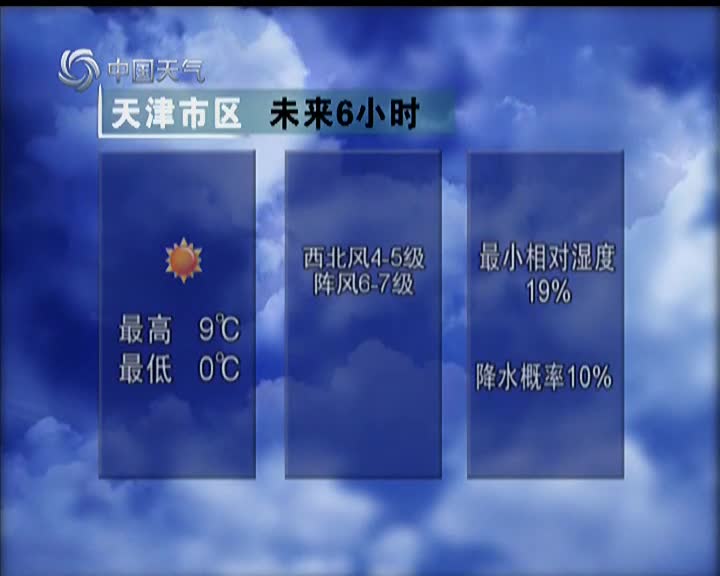 中国天气
天津市区 未来6小时
最高 9℃
最低 0℃
西北风4-5级
阵风6-7级
最小相对湿度
19%
降水概率10%